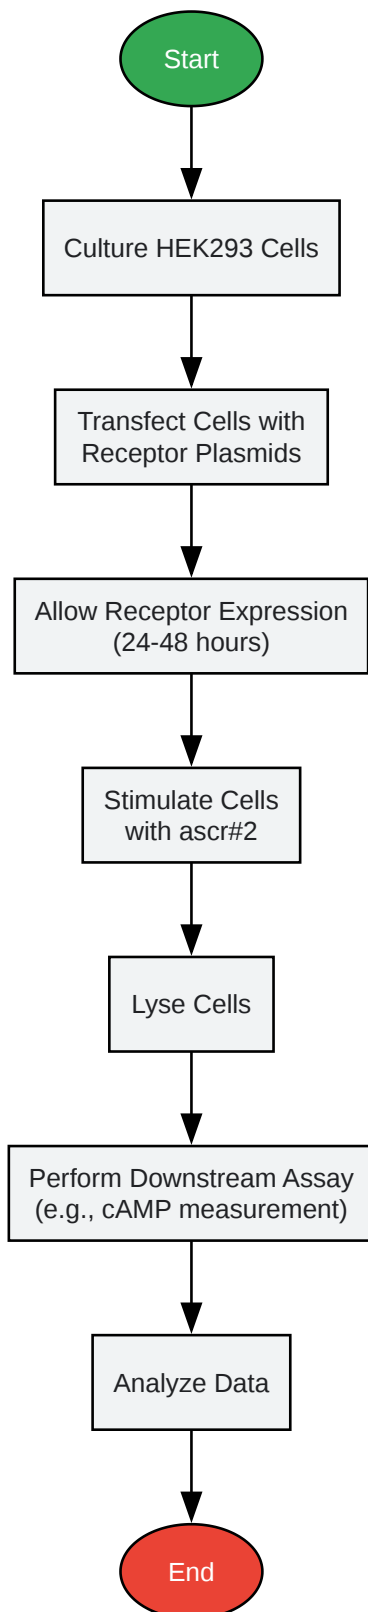 Start
Culture HEK293 Cells
Transfect Cells with
Receptor Plasmids
Allow Receptor Expression
(24-48 hours)
Stimulate Cells
with ascr#2
Lyse Cells
Perform Downstream Assay
(e.g., cAMP measurement)
Analyze Data
End